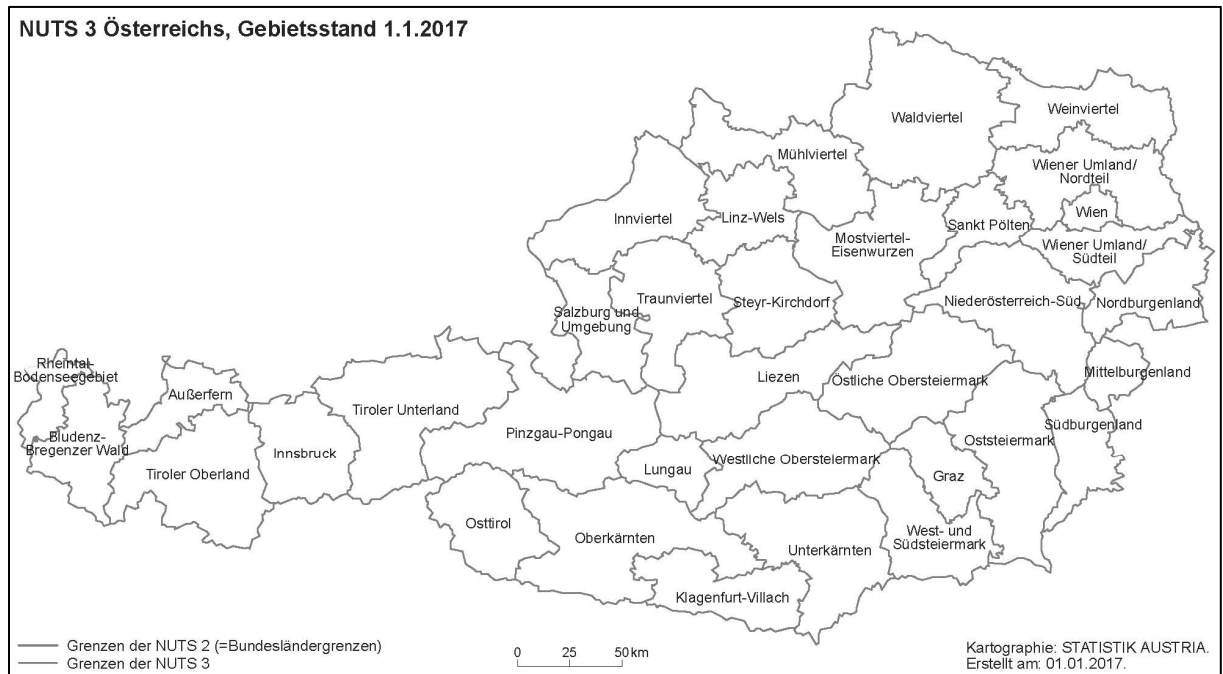 NUTS 3 Österreichs, Gebietsstand 1.1.2017
Waldviertel
Weinviertel
Mühlviertel
Wiener Umland/
Nordteil
Innviertel
Linz-Wels
Wien
Sankt Pölten
Mostviertel-
Eisenwurzen
Wiener Umland/
Südteil
Traunviertel
Steyr-Kirchdorf
Niederösterreich-Süd
Nordburgenland
Salzburg und
Umgebung
Rheintal-
Bodenseegebiet
Außerfern
Liezen
Östliche Obersteiermark
Mittelburgenland
Tiroler Unterland
Pinzgau-Pongau
Südburgenland
Bludenz-
Bregenzer Wald
Oststeiermark
Innsbruck
Westliche Obersteiermark
Tiroler Oberland
Lungau
Graz
Osttirol
Oberkärnten
Unterkärnten
West- und
Südsteiermark
Klagenfurt-Villach
Grenzen der NUTS 2 (=Bundesländergrenzen)
Grenzen der NUTS 3
0 25 50 km
Kartographie: STATISTIK AUSTRIA.
Erstellt am: 01.01.2017.